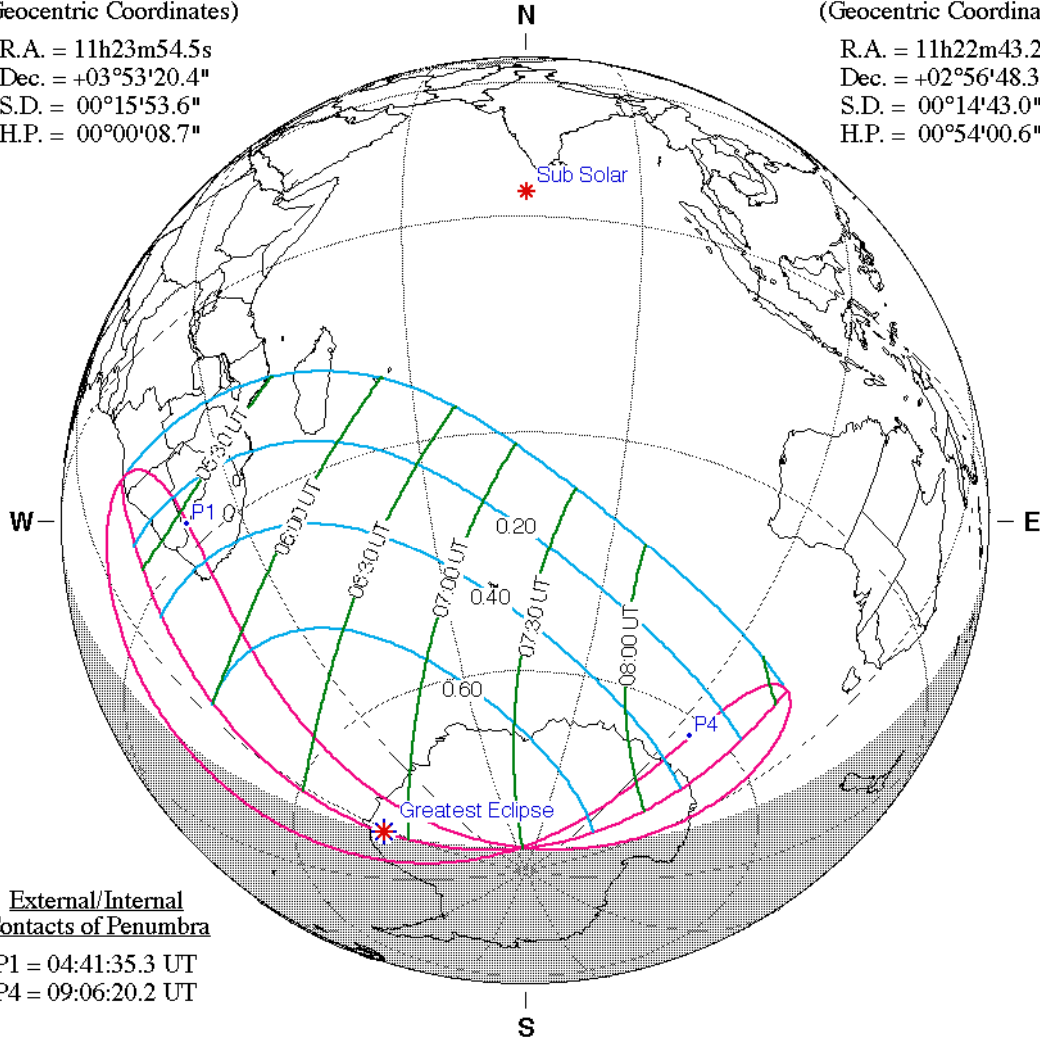 Geocentric Coordinates)
R.A. = 11h23m54.5s
Dec. = +03°53'20.4"
S.D. = 00°15'53.6"
H.P. = 00°00'08.7"
N
(Geocentric Coordina
R.A. = 11h22m43.2
Dec. = +02°56'48.3
S.D. = 00°14'43.0"
H.P. = 00°54'00.6"
Sub Solar
05:30 UT
0
P1
0
W
E
06:00 UT
06:30 UT
07:00 UT
07:30 UT
08:00 UT
0.20
0.40
0.60
P4
Greatest Eclipse
External/Internal
Contacts of Penumbra
P1 = 04:41:35.3 UT
P4 = 09:06:20.2 UT
S